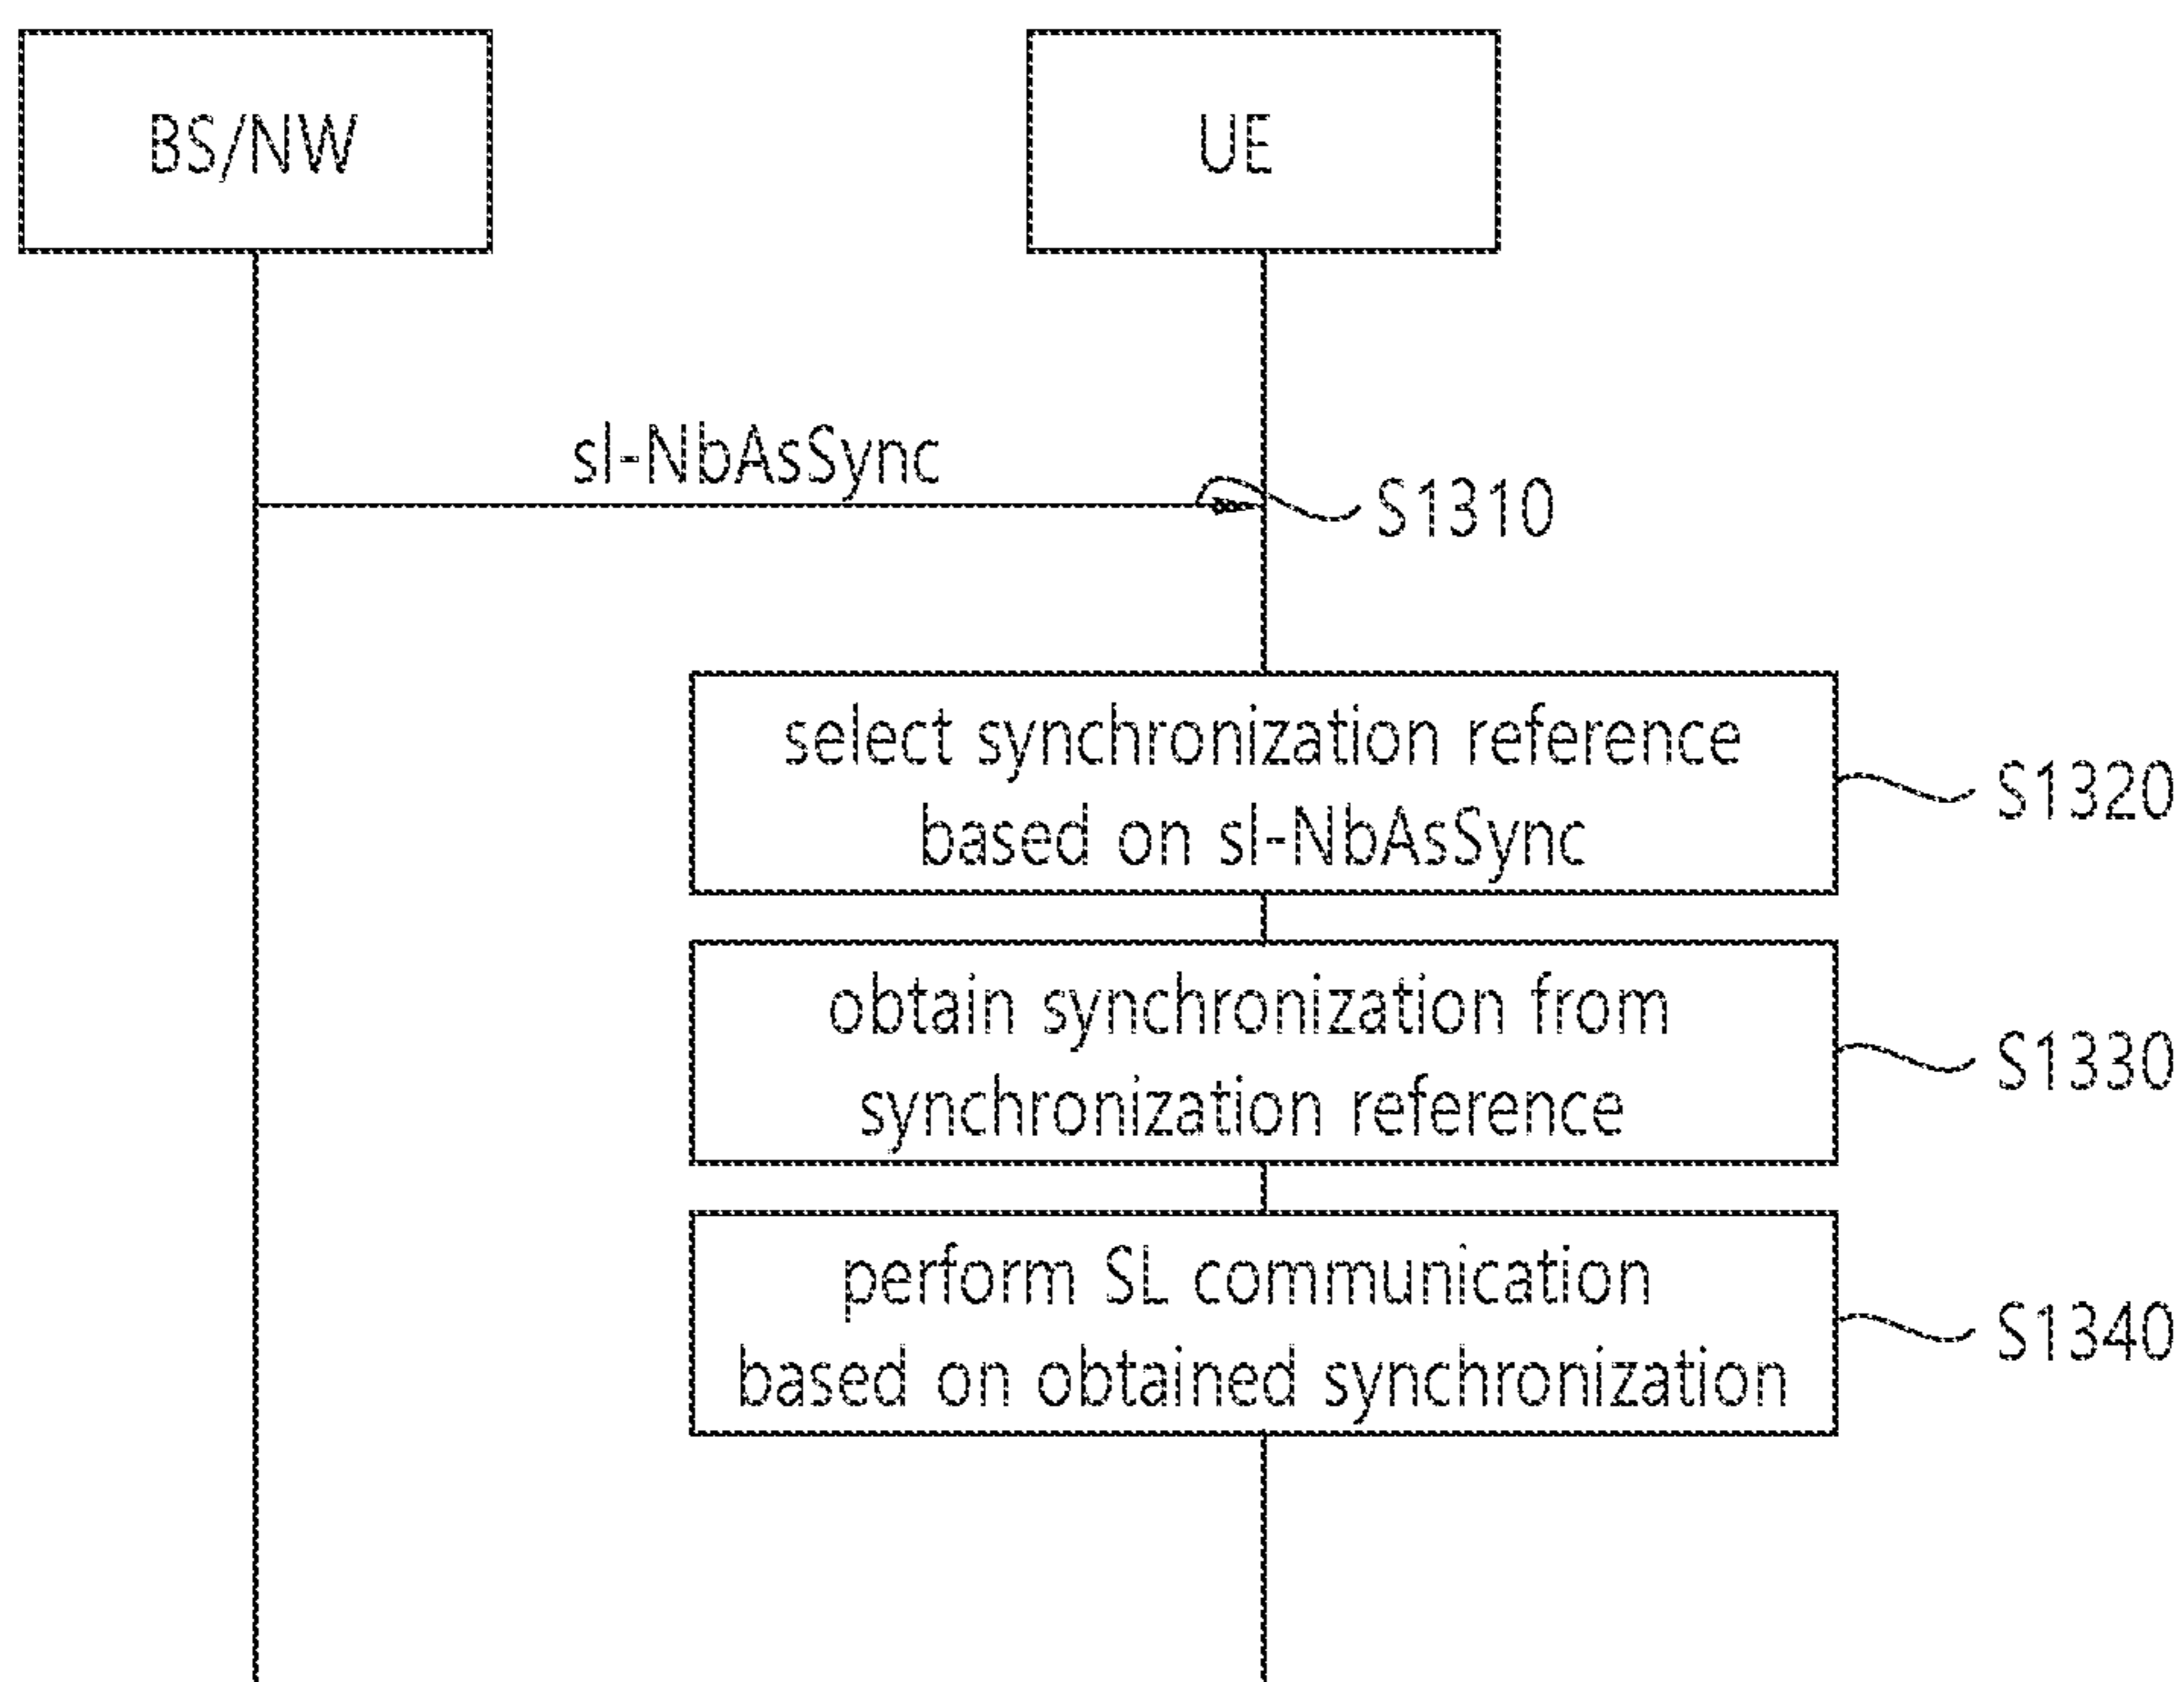 BS/NW
UE
sl-NbAsSync
S1310
select synchronization reference
based on sl-NbAsSync
S1320
obtain synchronization from
synchronization reference
S1330
perform SL communication
based on obtained synchronization
S1340